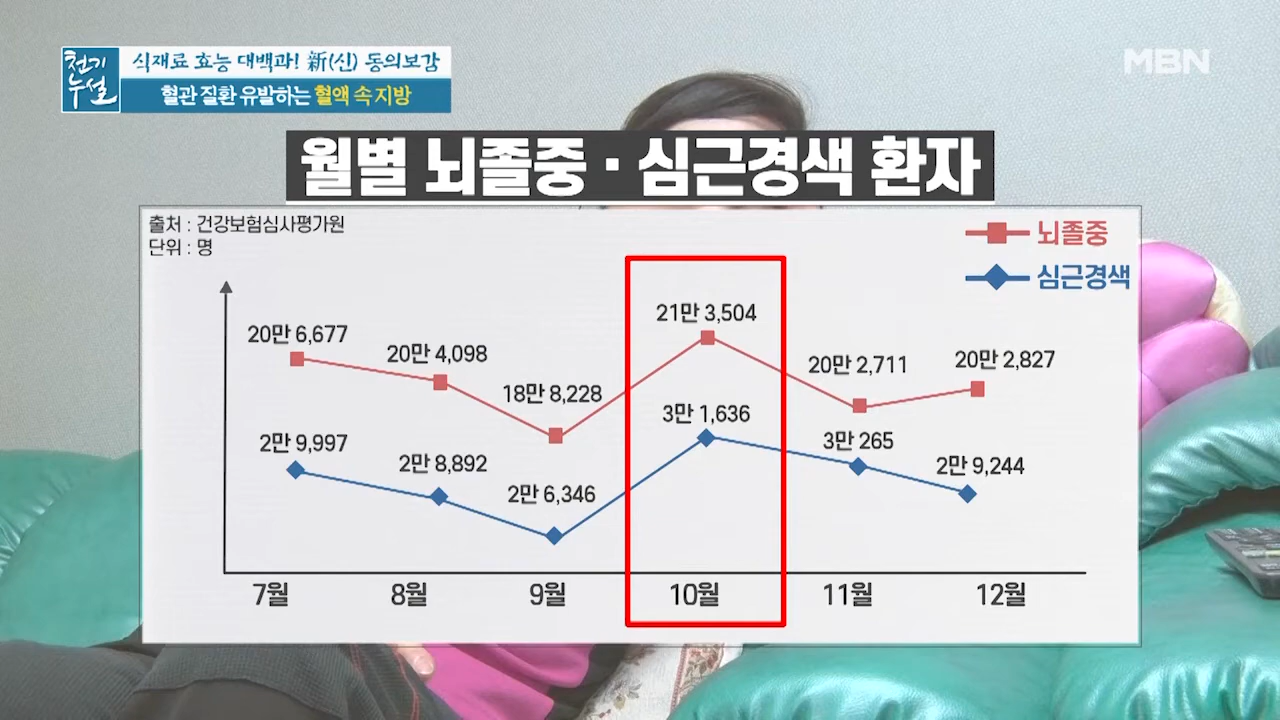 천기누설
식재료 효능 대백과! 新(신) 동의보감
혈관 질환 유발하는 혈액 속 지방
MBN
월별 뇌졸중·심근경색 환자
출처 : 건강보험심사평가원
단위 : 명
뇌졸중
심근경색
20만 6,677
20만 4,098
18만 8,228
21만 3,504
20만 2,711
20만 2,827
2만 9,997
2만 8,892
2만 6,346
3만 1,636
3만 265
2만 9,244
7월
8월
9월
10월
11월
12월